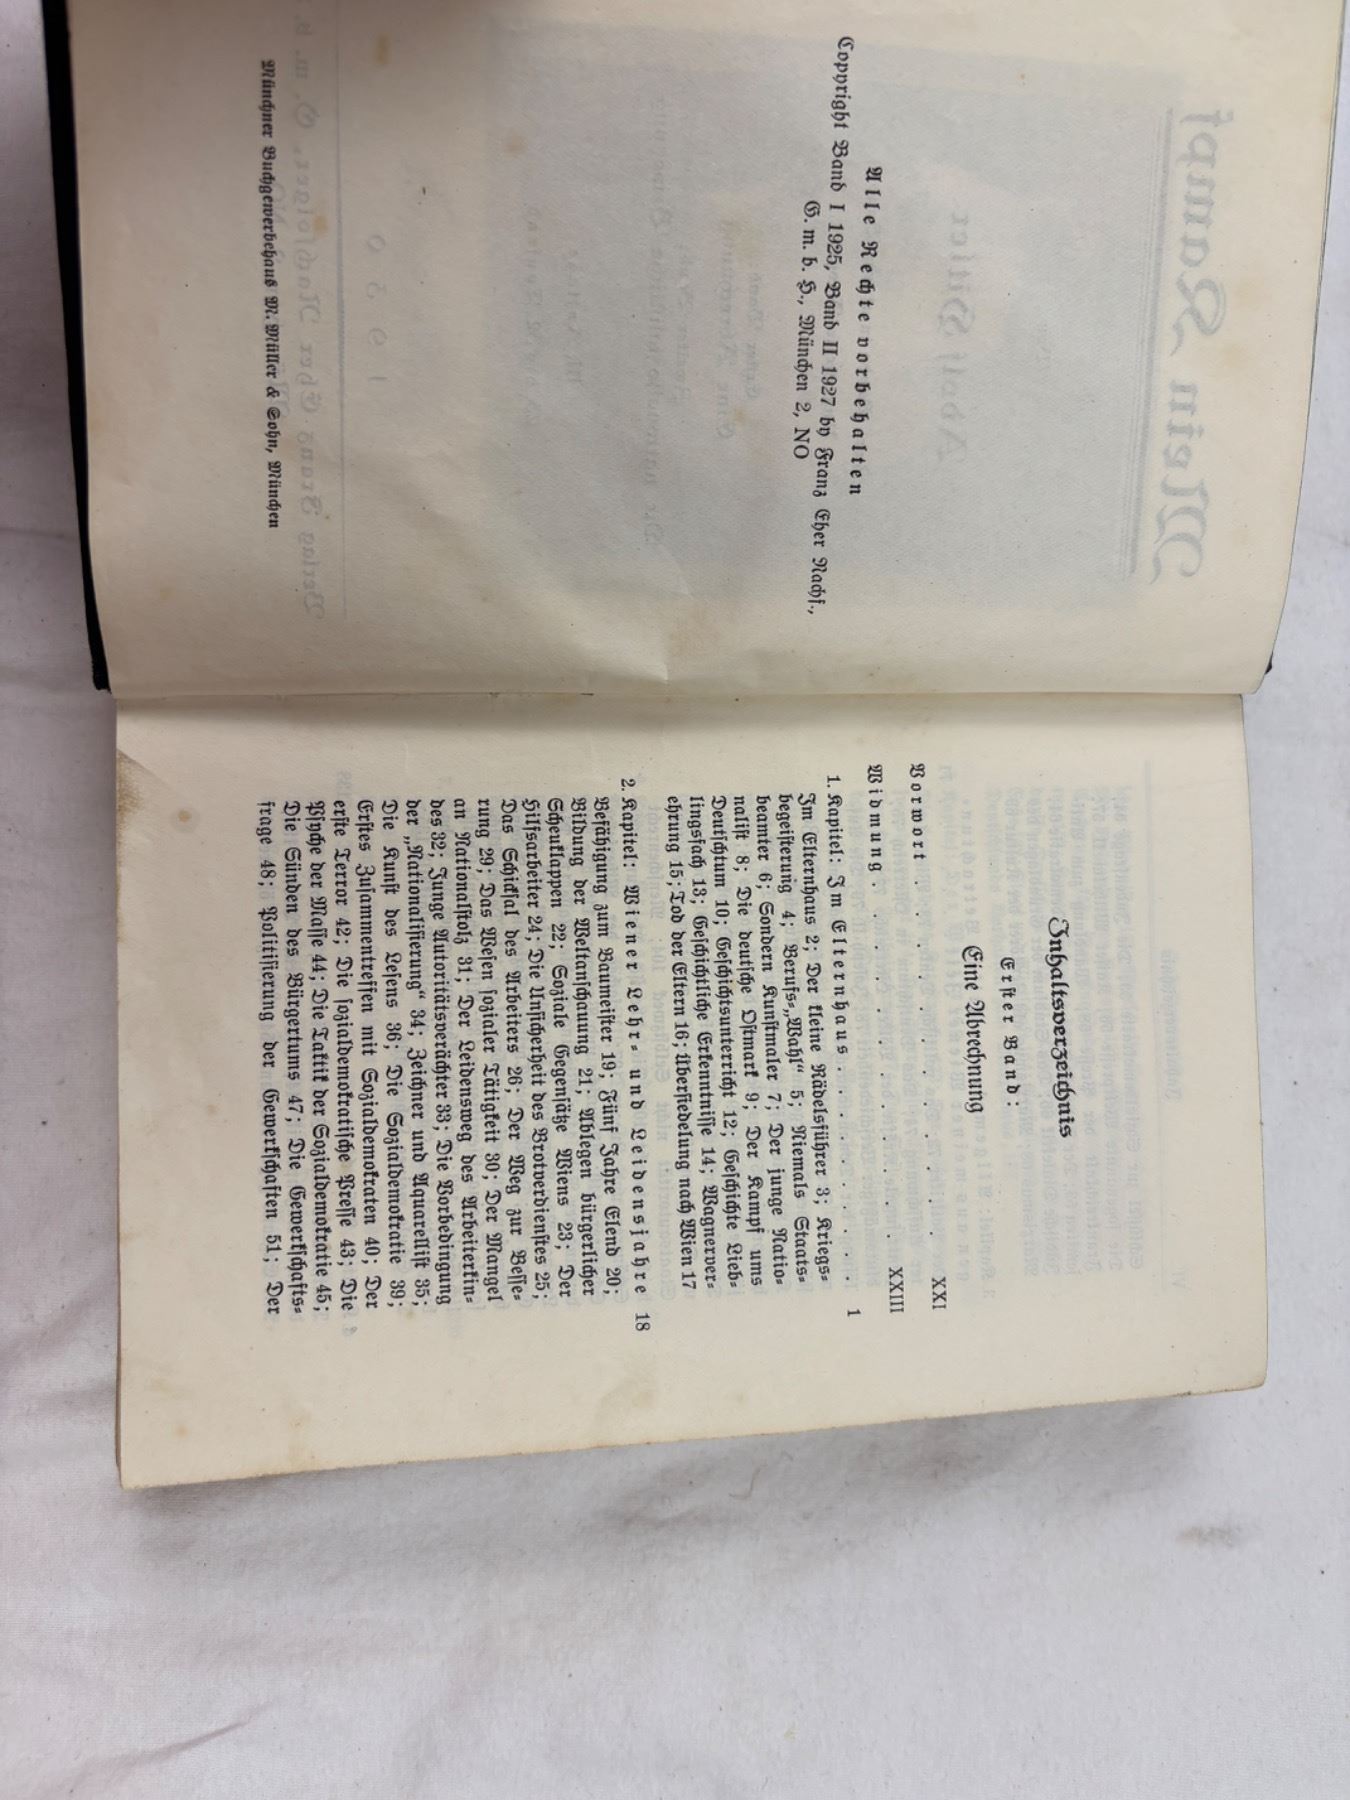 Alle Rechte vorbehalten
Copyright Band I 1925, Band II 1927 by Franz Eher Nachf.,
G. m. b. H., München 2, NO
Münchner Buchgewerbehaus M. Müller & Sohn, München
Inhaltsverzeichnis
Erster Band:
Eine Abrechnung
Vorwort . . . . . . . . . . . XXI
Widmung . . . . . . . . . . . XXIII
1. Kapitel: Im Elternhaus . . . . . . . . . 1
Im Elternhaus 2; Der kleine Rädelsführer 3; Kriegs-
begeisterung 4; Berufs-„Wahl“ 5; Niemals Staats-
beamter 6; Sondern Kunstmaler 7; Der junge Natio-
nalist 8; Die deutsche Ostmark 9; Der Kampf ums
Deutschtum 10; Geschichtsunterricht 12; Geschichte Lieb-
lingsfach 13; Geschichtliche Erkenntnisse 14; Wagnerver-
ehrung 15; Tod der Eltern 16; Übersiedelung nach Wien 17
2. Kapitel: Wiener Lehr- und Leidensjahre 18
Befähigung zum Baumeister 19; Fünf Jahre Elend 20;
Bildung der Weltanschauung 21; Ablegen bürgerlicher
Scheuklappen 22; Soziale Gegensätze Wiens 23; Der
Hilfsarbeiter 24; Die Unsicherheit des Brotverdienstes 25;
Das Schicksal des Arbeiters 26; Der Weg zur Besse-
rung 29; Das Wesen sozialer Tätigkeit 30; Der Mangel
an Nationalstolz 31; Der Leidensweg des Arbeiterkin-
des 32; Junge Autoritätsverächter 33; Die Vorbedingung
der „Nationalisierung“ 34; Zeichner und Aquarellist 35;
Die Kunst des Lesens 36; Die Sozialdemokratie 39;
Erstes Zusammentreffen mit Sozialdemokraten 40; Der
erste Terror 42; Die sozialdemokratische Presse 43; Die
Psyche der Masse 44; Die Taktik der Sozialdemokratie 45;
Die Sünden des Bürgertums 47; Die Gewerkschafts-
frage 48; Politisierung der Gewerkschaften 51; Der